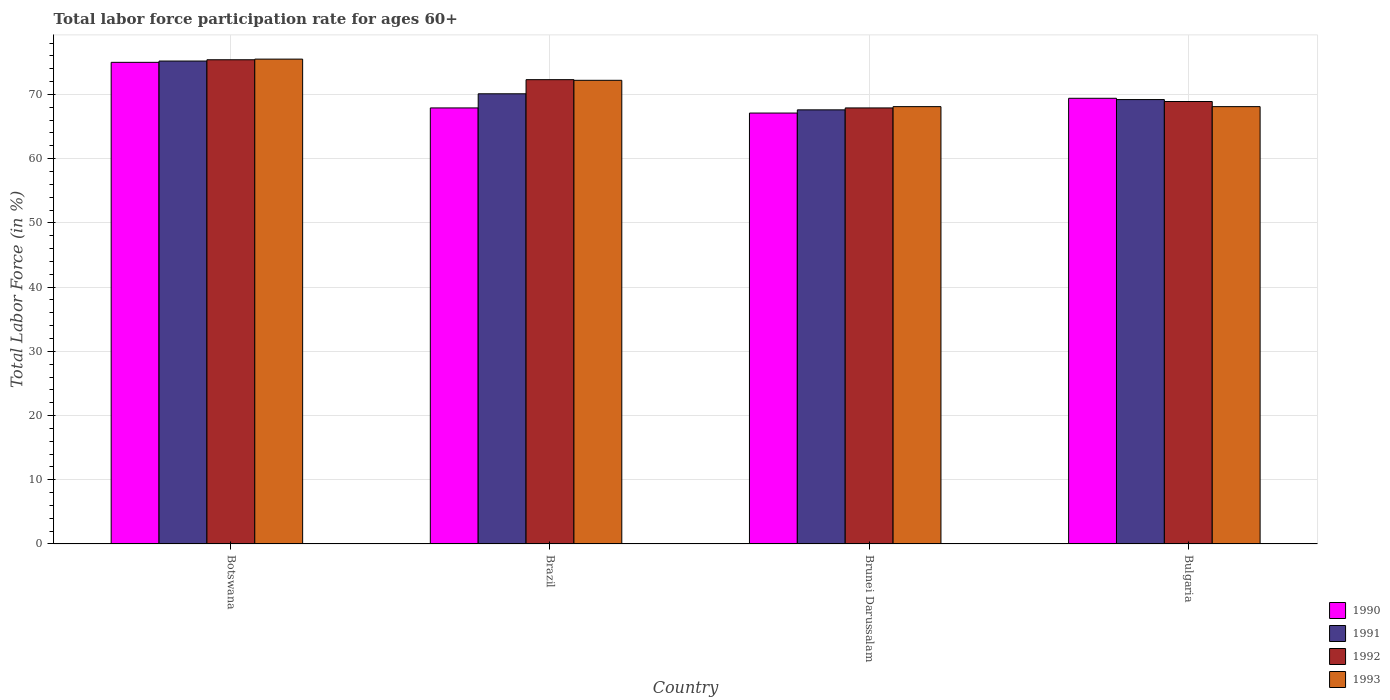 Total labor force participation rate for ages 60+
Total Labor Force (in %)
70
60
50
40
30
20
10
0
Botswana
Brazil
Brunei Darussalam
Bulgaria
Country
1990
1991
1992
1993